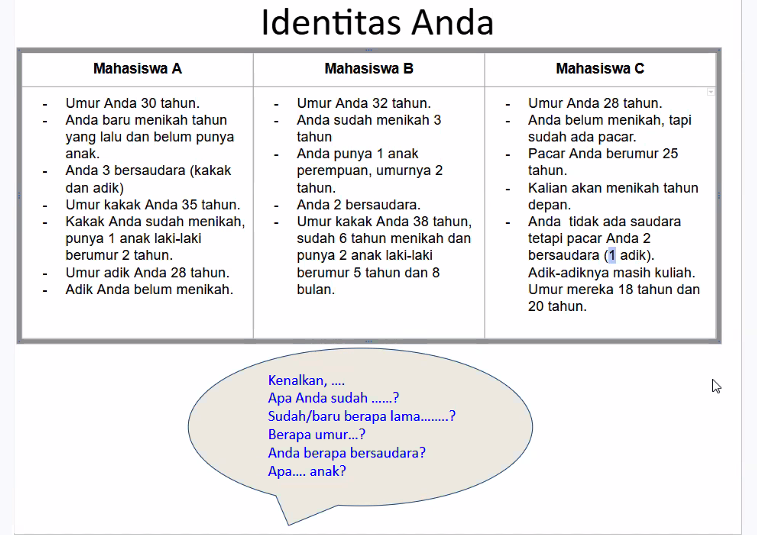 Identitas Anda
Mahasiswa A
- Umur Anda 30 tahun.
- Anda baru menikah tahun
yang lalu dan belum punya
anak.
- Anda 3 bersaudara (kakak
dan adik)
- Umur kakak Anda 35 tahun.
- Kakak Anda sudah menikah,
punya 1 anak laki-laki
berumur 2 tahun.
- Umur adik Anda 28 tahun.
- Adik Anda belum menikah.
Mahasiswa B
- Umur Anda 32 tahun.
- Anda sudah menikah 3
tahun
- Anda punya 1 anak
perempuan, umurnya 2
tahun.
- Anda 2 bersaudara.
- Umur kakak Anda 38 tahun,
sudah 6 tahun menikah dan
punya 2 anak laki-laki
berumur 5 tahun dan 8
bulan.
Mahasiswa C
- Umur Anda 28 tahun.
- Anda belum menikah, tapi
sudah ada pacar.
- Pacar Anda berumur 25
tahun.
- Kalian akan menikah tahun
depan.
- Anda tidak ada saudara
tetapi pacar Anda 2
bersaudara (1 adik).
Adik-adiknya masih kuliah.
Umur mereka 18 tahun dan
20 tahun.
Kenalkan, ....
Apa Anda sudah ......?
Sudah/baru berapa lama........?
Berapa umur...?
Anda berapa bersaudara?
Apa.... anak?